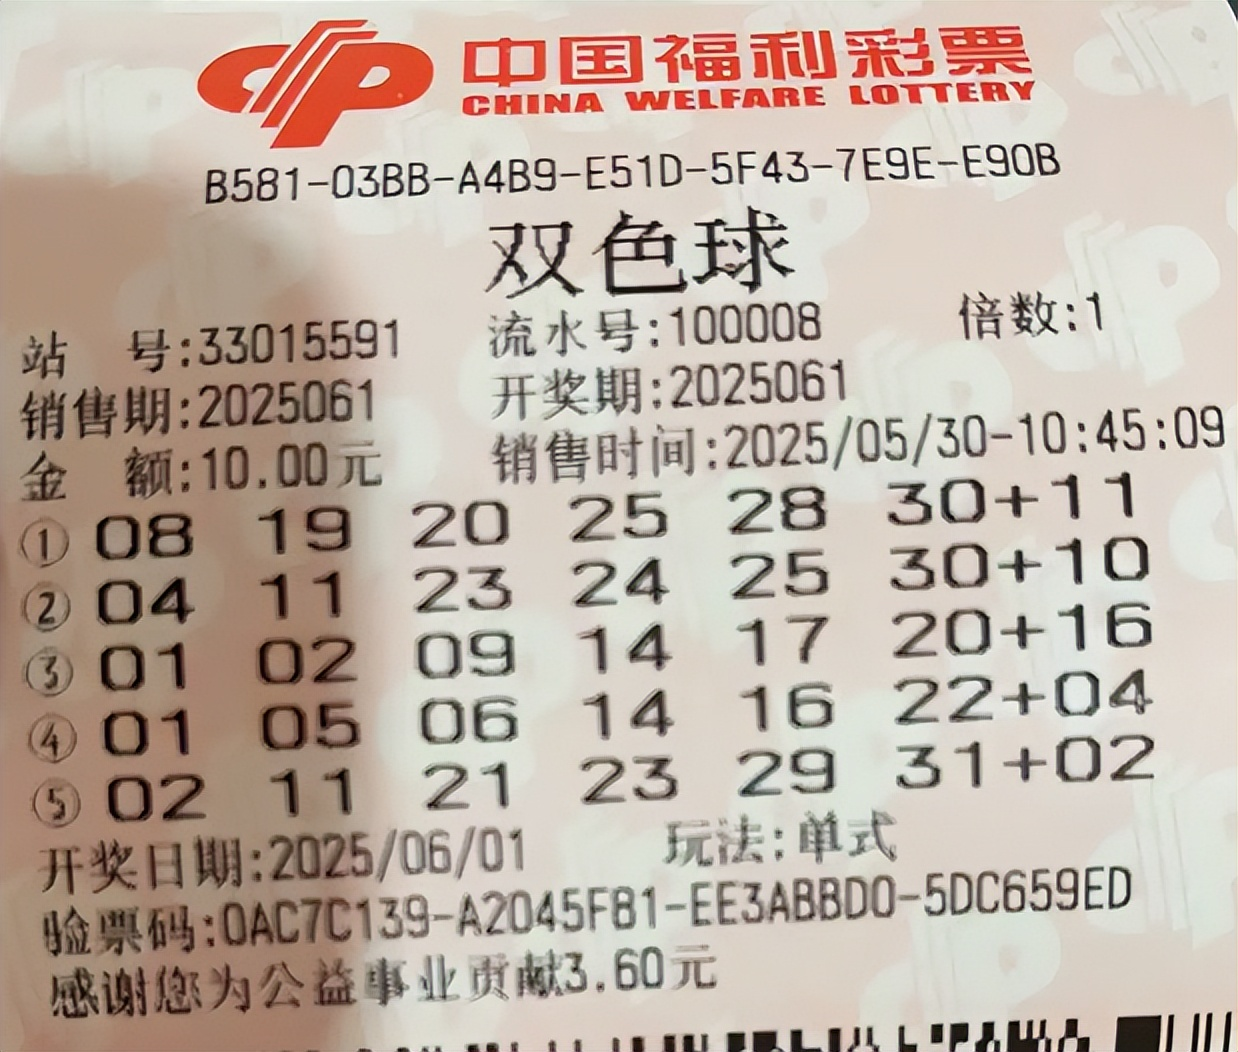 中国福利彩票
CHINA WELFARE LOTTERY
B581-03BB-A4B9-E51D-5F43-7E9E-E90B
双色球
站 号:33015591 流水号:100008 倍数:1
销售期:2025061 开奖期:2025061
金 额:10.00元 销售时间:2025/05/30-10:45:09
① 08 19 20 25 28 30+11
② 04 11 23 24 25 30+10
③ 01 02 09 14 17 20+16
④ 01 05 06 14 16 22+04
⑤ 02 11 21 23 29 31+02
开奖日期:2025/06/01 玩法:单式
验票码:0AC7C139-A2045FB1-EE3ABBD0-5DC659ED
感谢您为公益事业贡献3.60元